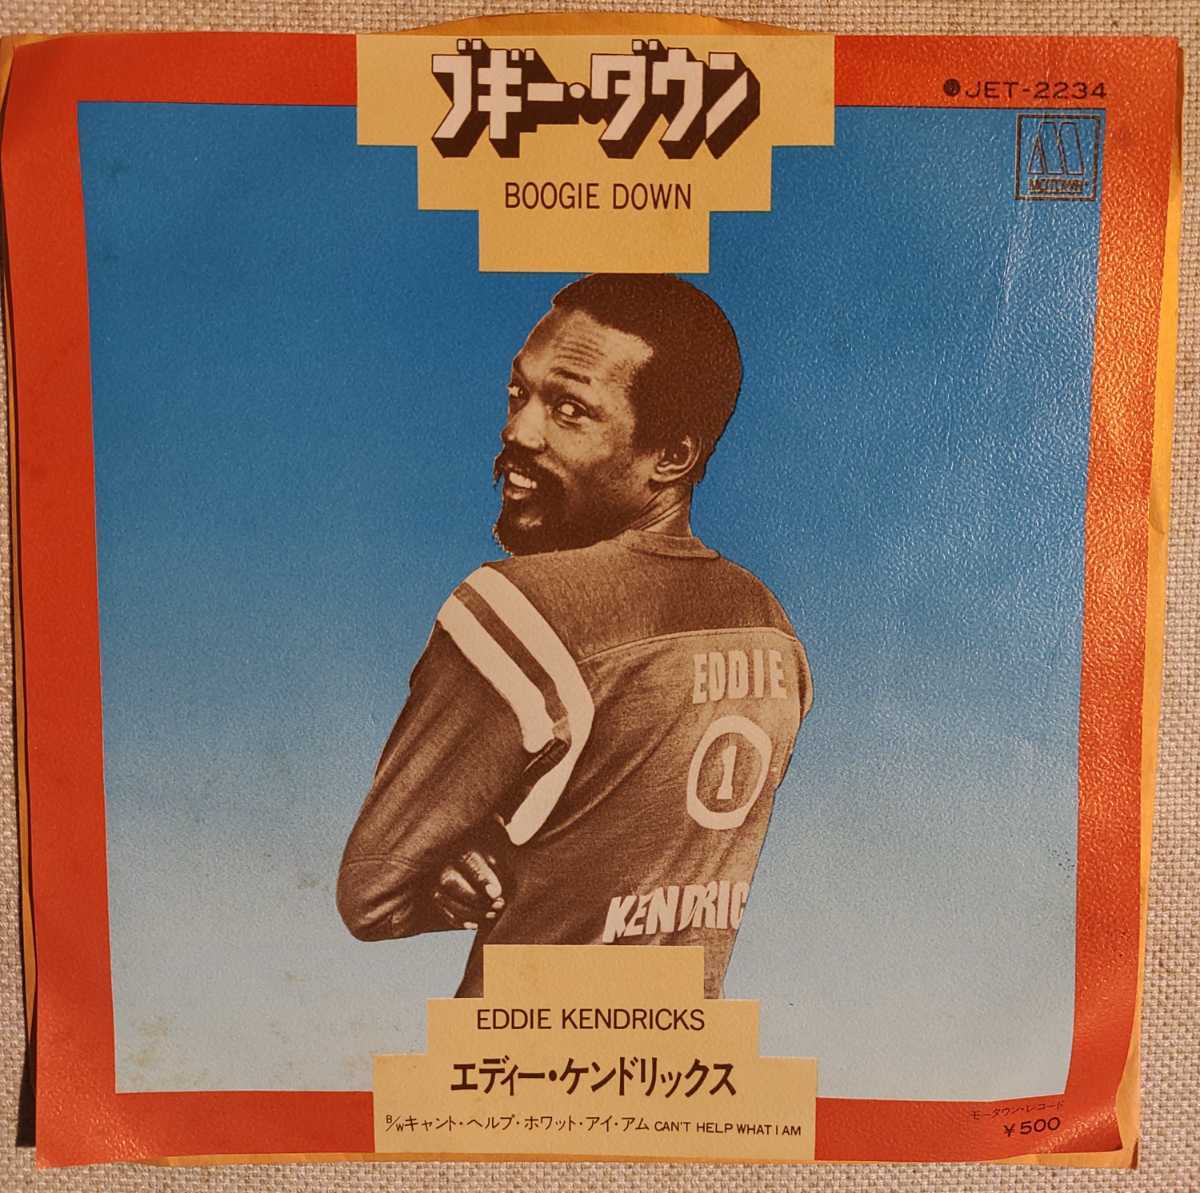 ブギー・ダウン
JET-2234
MOTOWN
BOOGIE DOWN
EDDIE
1
KENDRIC
EDDIE KENDRICKS
エディー・ケンドリックス
B/Wキャント・ヘルプ・ホワット・アイ・アム CAN'T HELP WHAT I AM
モータウン・レコード
¥500